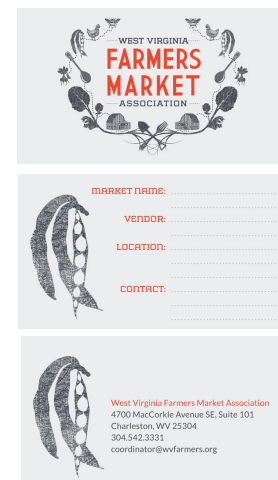 WEST VIRGINIA
FARMERS
MARKET
ASSOCIATION
MARKET NAME:
VENDOR:
LOCATION:
CONTACT:
West Virginia Farmers Market Association
4700 MacCorkle Avenue SE, Suite 101
Charleston, WV 25304
304.542.3331
coordinator@wvfarmers.org